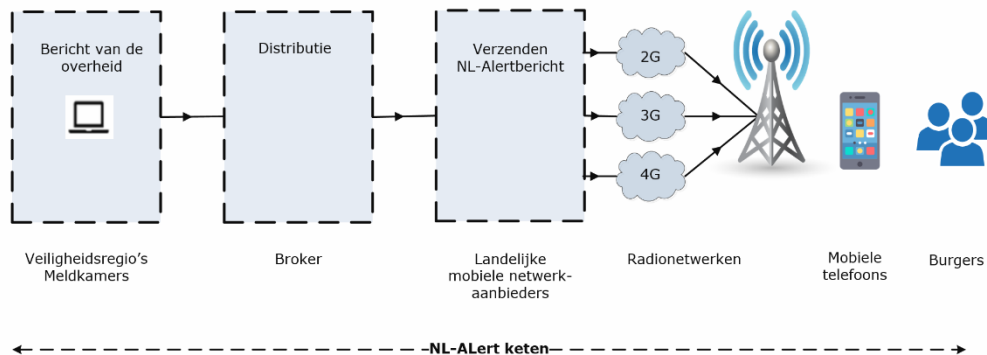 Bericht van de
overheid
Distributie
Verzenden
NL-Alertbericht
2G
3G
4G
Veiligheidsregio's
Meldkamers
Broker
Landelijke
mobiele netwerk-
aanbieders
Radionetwerken
Mobiele
telefoons
Burgers
NL-ALert keten